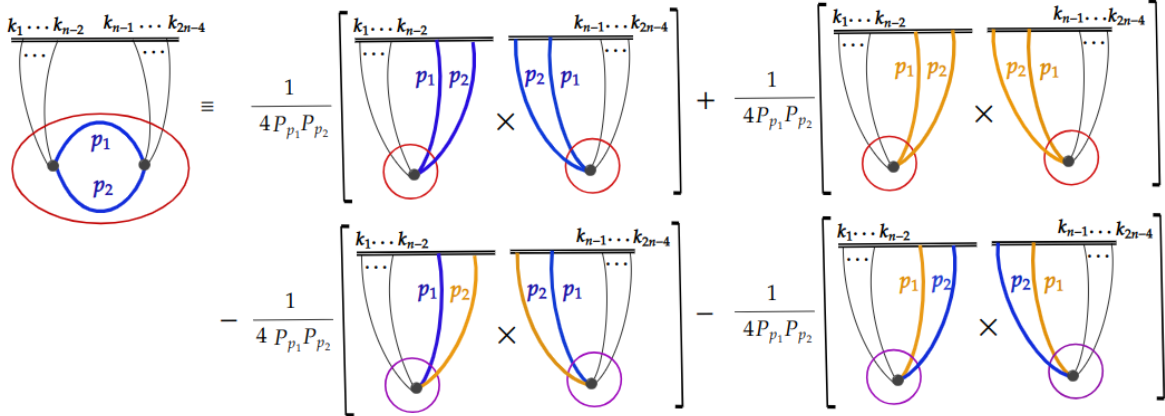 k₁ … kₙ₋₂ kₙ₋₁ … k₂ₙ₋₄
...
...
p₁
p₂
≡
1
4Pₚ₁Pₚ₂
k₁ … kₙ₋₂
...
p₁ p₂
×
kₙ₋₁ … k₂ₙ₋₄
...
p₂ p₁
+
1
4Pₚ₁Pₚ₂
k₁ … kₙ₋₂
...
p₁ p₂
×
kₙ₋₁ … k₂ₙ₋₄
...
p₂ p₁
−
1
4 Pₚ₁Pₚ₂
k₁ … kₙ₋₂
...
p₁ p₂
×
kₙ₋₁ … k₂ₙ₋₄
...
p₂ p₁
−
1
4Pₚ₁Pₚ₂
k₁ … kₙ₋₂
...
p₁ p₂
×
kₙ₋₁ … k₂ₙ₋₄
...
p₂ p₁